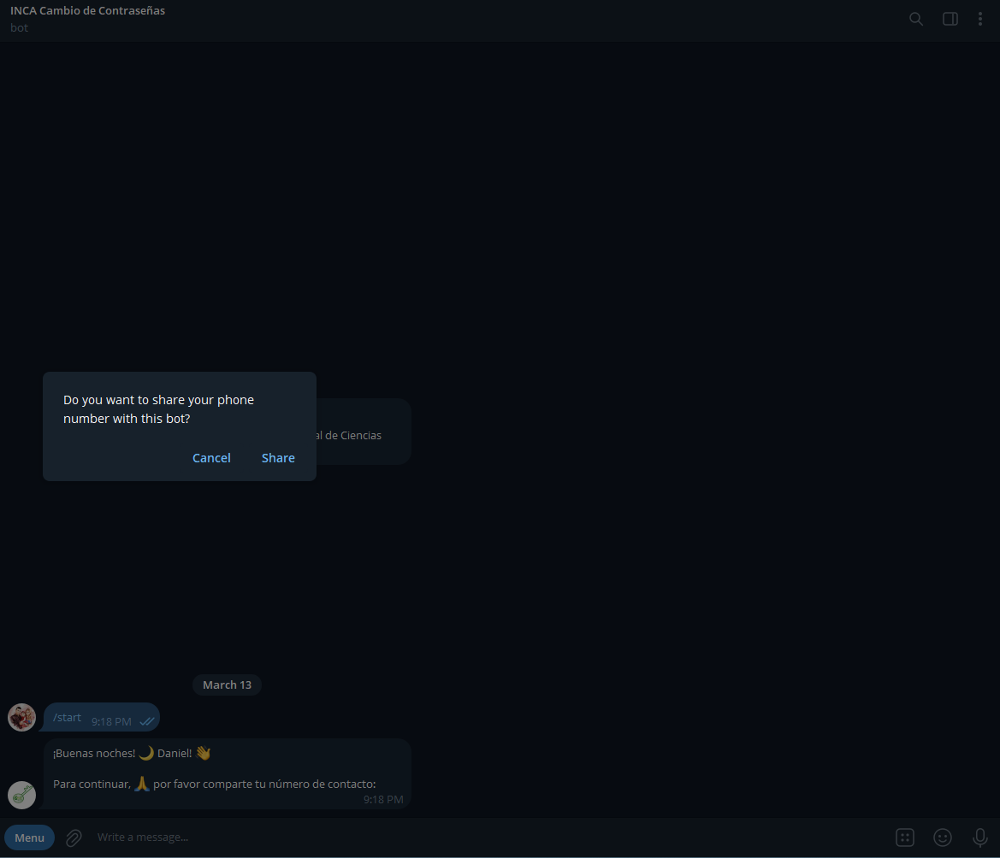 INCA Cambio de Contraseñas
bot
Do you want to share your phone
number with this bot?
al de Ciencias
Cancel Share
March 13
/start 9:18 PM
¡Buenas noches! 🌙 Daniel! 👋
Para continuar, 🙏 por favor comparte tu número de contacto:
9:18 PM
Menu Write a message...